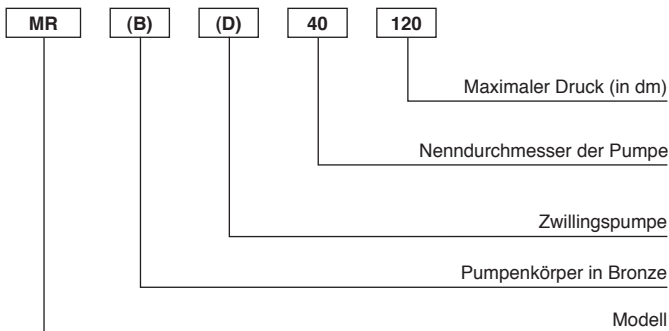 MR (B) (D) 40 120
Maximaler Druck (in dm)
Nenndurchmesser der Pumpe
Zwillingspumpe
Pumpenkörper in Bronze
Modell